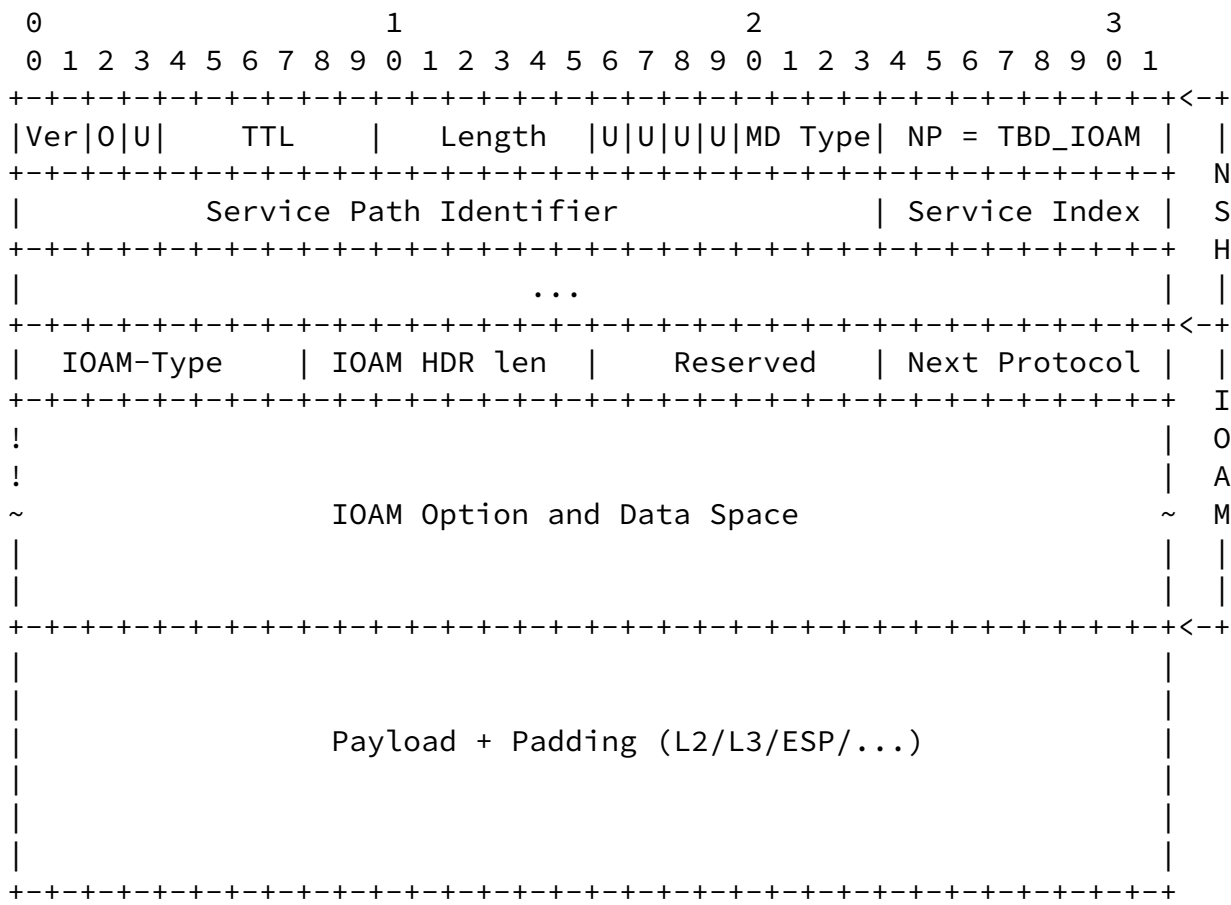 0                   1                   2                   3
 0 1 2 3 4 5 6 7 8 9 0 1 2 3 4 5 6 7 8 9 0 1 2 3 4 5 6 7 8 9 0 1
+-+-+-+-+-+-+-+-+-+-+-+-+-+-+-+-+-+-+-+-+-+-+-+-+-+-+-+-+-+-+-+-+<-+
|Ver|O|U|    TTL    |   Length  |U|U|U|U|MD Type| NP = TBD_IOAM |  |
+-+-+-+-+-+-+-+-+-+-+-+-+-+-+-+-+-+-+-+-+-+-+-+-+-+-+-+-+-+-+-+-+  N
|          Service Path Identifier              | Service Index |  S
+-+-+-+-+-+-+-+-+-+-+-+-+-+-+-+-+-+-+-+-+-+-+-+-+-+-+-+-+-+-+-+-+  H
|                            ...                                |  |
+-+-+-+-+-+-+-+-+-+-+-+-+-+-+-+-+-+-+-+-+-+-+-+-+-+-+-+-+-+-+-+-+<-+
|  IOAM-Type    | IOAM HDR len  |    Reserved   | Next Protocol |  |
+-+-+-+-+-+-+-+-+-+-+-+-+-+-+-+-+-+-+-+-+-+-+-+-+-+-+-+-+-+-+-+-+  I
!                                                               |  O
!                                                               |  A
~                 IOAM Option and Data Space                    ~  M
|                                                               |  |
|                                                               |  |
+-+-+-+-+-+-+-+-+-+-+-+-+-+-+-+-+-+-+-+-+-+-+-+-+-+-+-+-+-+-+-+-+<-+
|                                                               |
|                                                               |
|                 Payload + Padding (L2/L3/ESP/...)             |
|                                                               |
|                                                               |
|                                                               |
+-+-+-+-+-+-+-+-+-+-+-+-+-+-+-+-+-+-+-+-+-+-+-+-+-+-+-+-+-+-+-+-+